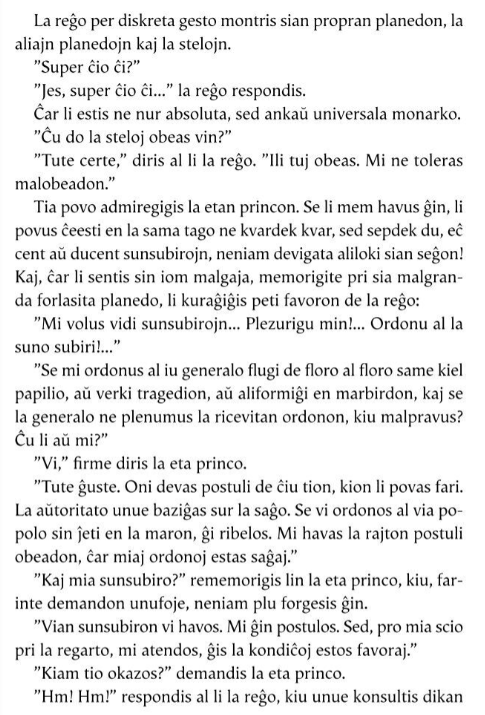 La reĝo per diskreta gesto montris sian propran planedon, la
aliajn planedojn kaj la stelojn.
”Super ĉio ĉi?”
”Jes, super ĉio ĉi...” la reĝo respondis.
Ĉar li estis ne nur absoluta, sed ankaŭ universala monarko.
”Ĉu do la steloj obeas vin?”
”Tute certe,” diris al li la reĝo. ”Ili tuj obeas. Mi ne toleras
malobeadon.”
Tia povo admiregigis la etan princon. Se li mem havus ĝin, li
povus ĉeesti en la sama tago ne kvardek kvar, sed sepdek du, eĉ
cent aŭ ducent sunsubirojn, neniam devigata aliloki sian seĝon!
Kaj, ĉar li sentis sin iom malgaja, memorigite pri sia malgran-
da forlasita planedo, li kuraĝiĝis peti favoron de la reĝo:
”Mi volus vidi sunsubirojn... Plezurigu min!... Ordonu al la
suno subiri!...”
”Se mi ordonus al iu generalo flugi de floro al floro same kiel
papilio, aŭ verki tragedion, aŭ aliformiĝi en marbirdon, kaj se
la generalo ne plenumus la ricevitan ordonon, kiu malpravus?
Ĉu li aŭ mi?”
”Vi,” firme diris la eta princo.
”Tute ĝuste. Oni devas postuli de ĉiu tion, kion li povas fari.
La aŭtoritato unue baziĝas sur la saĝo. Se vi ordonos al via po-
polo sin ĵeti en la maron, ĝi ribelos. Mi havas la rajton postuli
obeadon, ĉar miaj ordonoj estas saĝaj.”
”Kaj mia sunsubiro?” rememorigis lin la eta princo, kiu, far-
inte demandon unufoje, neniam plu forgesis ĝin.
”Vian sunsubiron vi havos. Mi ĝin postulos. Sed, pro mia scio
pri la regarto, mi atendos, ĝis la kondiĉoj estos favoraj.”
”Kiam tio okazos?” demandis la eta princo.
”Hm! Hm!” respondis al li la reĝo, kiu unue konsultis dikan